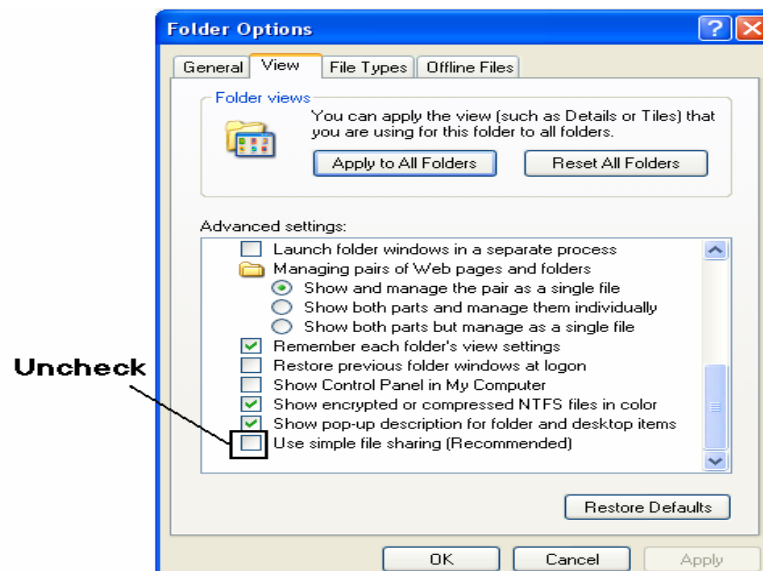 Folder Options
General View File Types Offline Files
Folder views
You can apply the view (such as Details or Tiles) that
you are using for this folder to all folders.
Apply to All Folders Reset All Folders
Advanced settings:
Launch folder windows in a separate process
Managing pairs of Web pages and folders
Show and manage the pair as a single file
Show both parts and manage them individually
Show both parts but manage as a single file
Remember each folder's view settings
Restore previous folder windows at logon
Uncheck
Show Control Panel in My Computer
Show encrypted or compressed NTFS files in color
Show pop-up description for folder and desktop items
Use simple file sharing (Recommended)
Restore Defaults
OK Cancel Apply